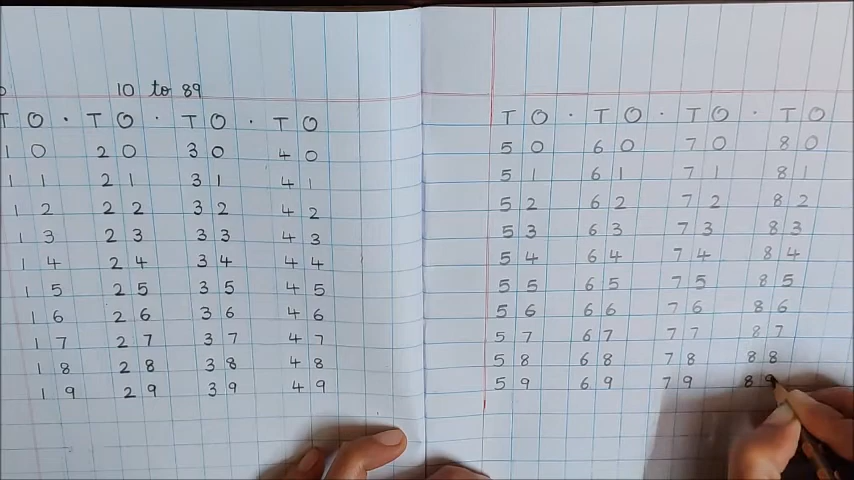 10 to 89
T O . T O . T O . T O
1 0 2 0 3 0 4 0
1 1 2 1 3 1 4 1
1 2 2 2 3 2 4 2
1 3 2 3 3 3 4 3
1 4 2 4 3 4 4 4
1 5 2 5 3 5 4 5
1 6 2 6 3 6 4 6
1 7 2 7 3 7 4 7
1 8 2 8 3 8 4 8
1 9 2 9 3 9 4 9
T O . T O . T O . T O
5 0 6 0 7 0 8 0
5 1 6 1 7 1 8 1
5 2 6 2 7 2 8 2
5 3 6 3 7 3 8 3
5 4 6 4 7 4 8 4
5 5 6 5 7 5 8 5
5 6 6 6 7 6 8 6
5 7 6 7 7 7 8 7
5 8 6 8 7 8 8 8
5 9 6 9 7 9 8 9